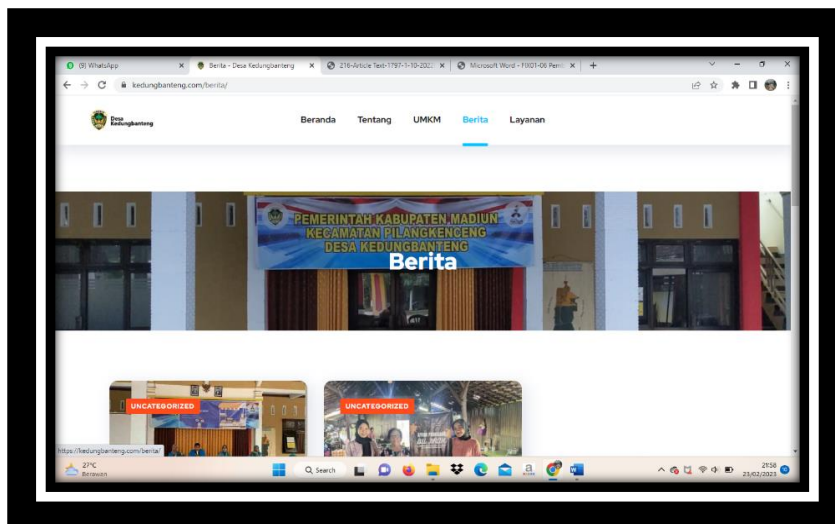 (9) WhatsApp
Berita - Desa Kedungbanteng
216-Article Text-1797-1-10-202
Microsoft Word - FIX01-06
kedungbanteng.com/berita/
Desa
Kedungbanteng
Beranda Tentang UMKM Berita Layanan
PEMERINTAH KABUPATEN MADIUN
KECAMATAN PILANGKENCENG
DESA KEDUNGBANTENG
Berita
UNCATEGORIZED
UNCATEGORIZED
https://kedungbanteng.com/berita/
27°C
Berawan
Search
21:58
23/02/2023